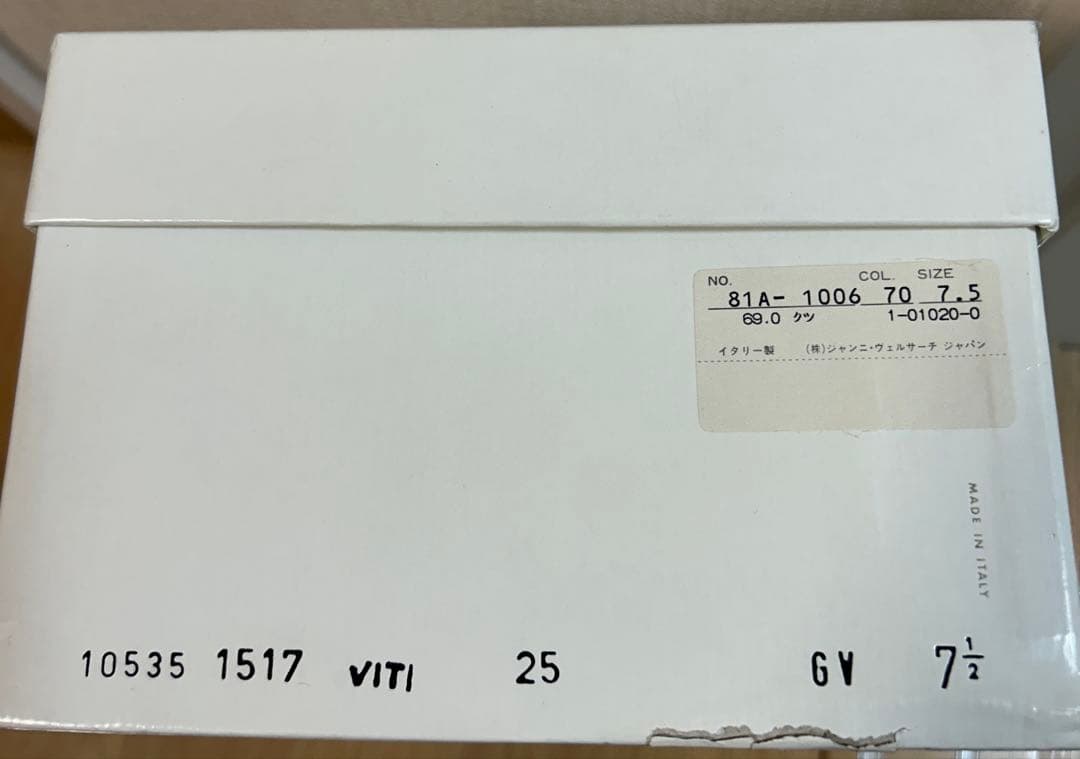 NO. COL. SIZE
81A- 1006 70 7.5
69.0 クツ 1-01020-0
イタリー製 (株)ジャンニ・ヴェルサーチ ジャパン
MADE IN ITALY
10535 1517 VITI 25 GV 7 1/2